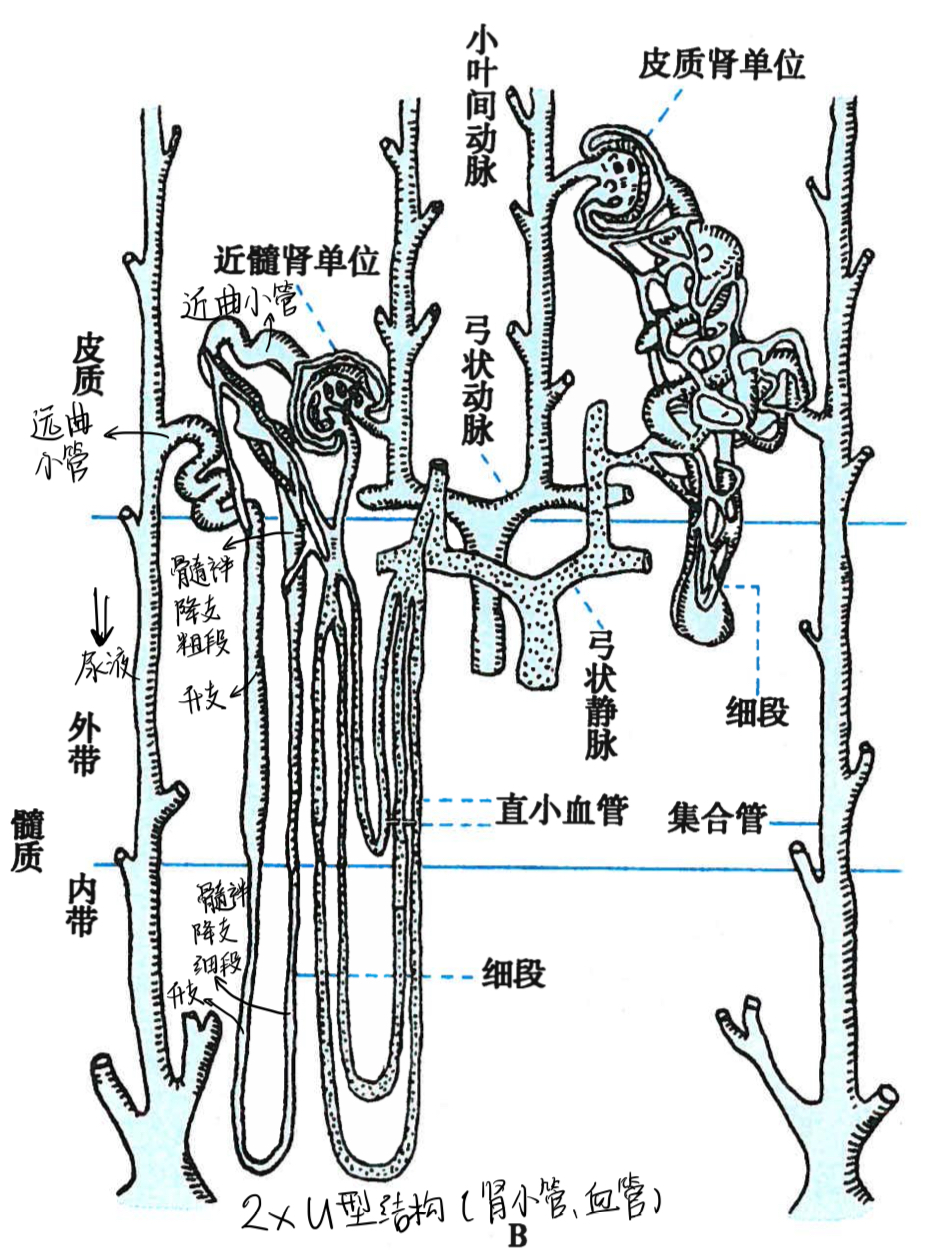 小叶间动脉
皮质肾单位
近髓肾单位
近曲小管
皮质
弓状动脉
远曲
小管
髓袢
降支
粗段
尿液
升支
弓状静脉
细段
外带
直小血管
集合管
髓质
内带
髓袢
降支
细段
升支
细段
2×U型结构(肾小管、血管)
B